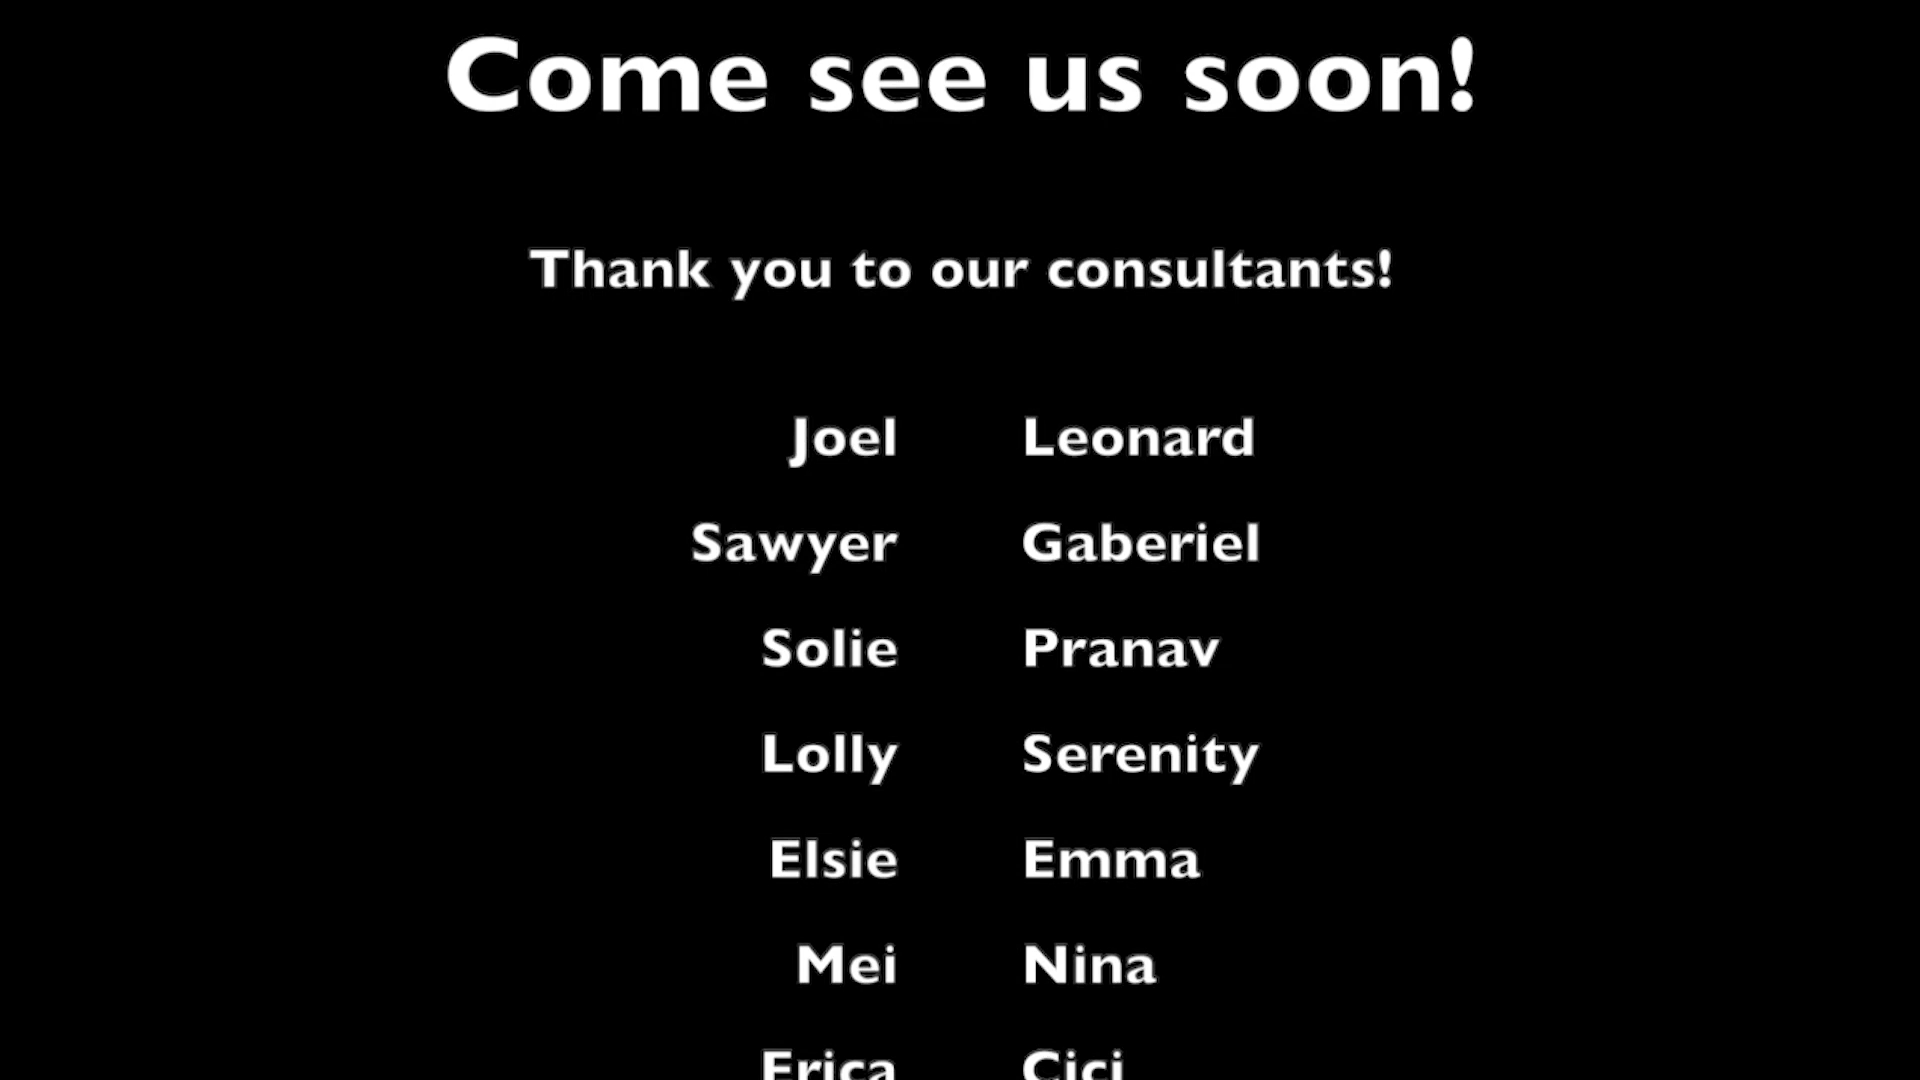 Come see us soon!
Thank you to our consultants!
Joel Leonard
Sawyer Gaberiel
Solie Pranav
Lolly Serenity
Elsie Emma
Mei Nina
Erica Cici